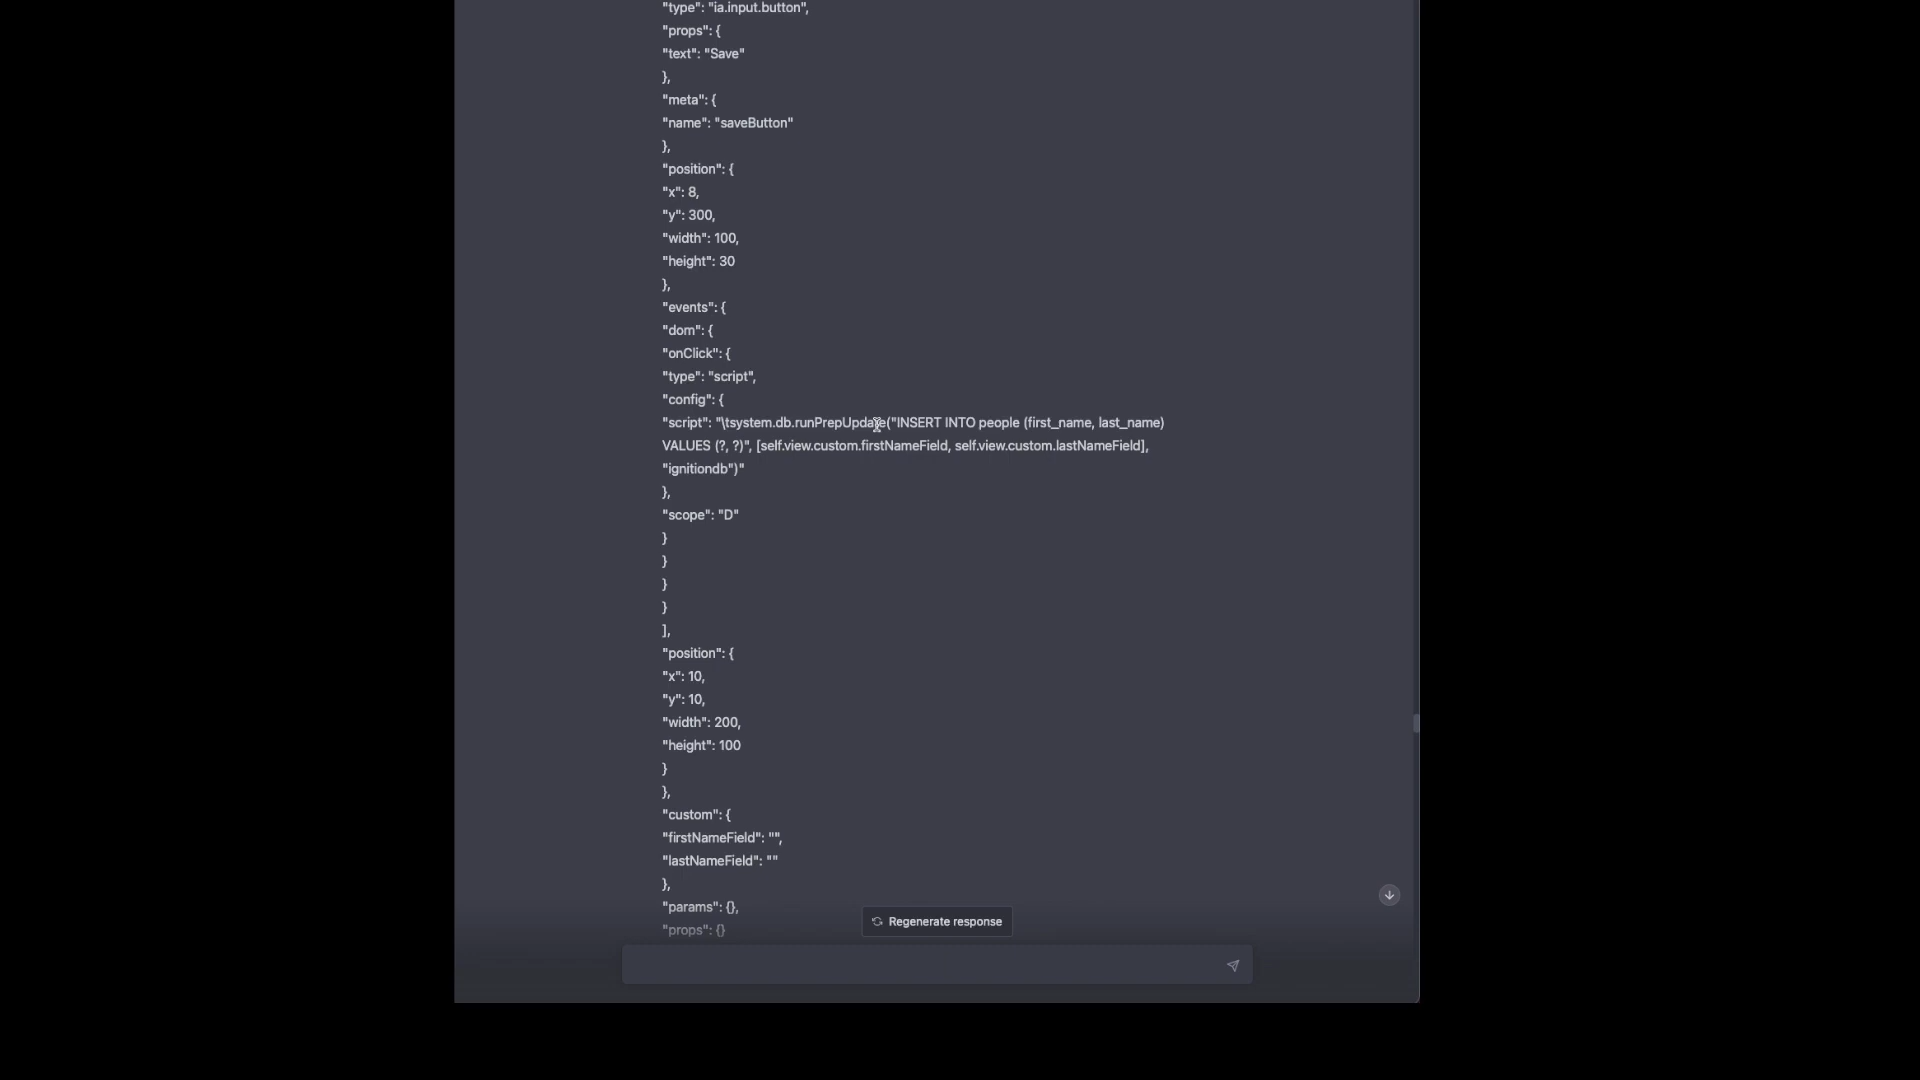 "type": "ia.input.button",
"props": {
"text": "Save"
},
"meta": {
"name": "saveButton"
},
"position": {
"x": 8,
"y": 300,
"width": 100,
"height": 30
},
"events": {
"dom": {
"onClick": {
"type": "script",
"config": {
"script": "\tsystem.db.runPrepUpdate("INSERT INTO people (first_name, last_name)
VALUES (?, ?)", [self.view.custom.firstNameField, self.view.custom.lastNameField],
"ignitiondb")"
},
"scope": "D"
}
}
}
}
],
"position": {
"x": 10,
"y": 10,
"width": 200,
"height": 100
}
},
"custom": {
"firstNameField": "",
"lastNameField": ""
},
"params": {},
"props": {}
Regenerate response